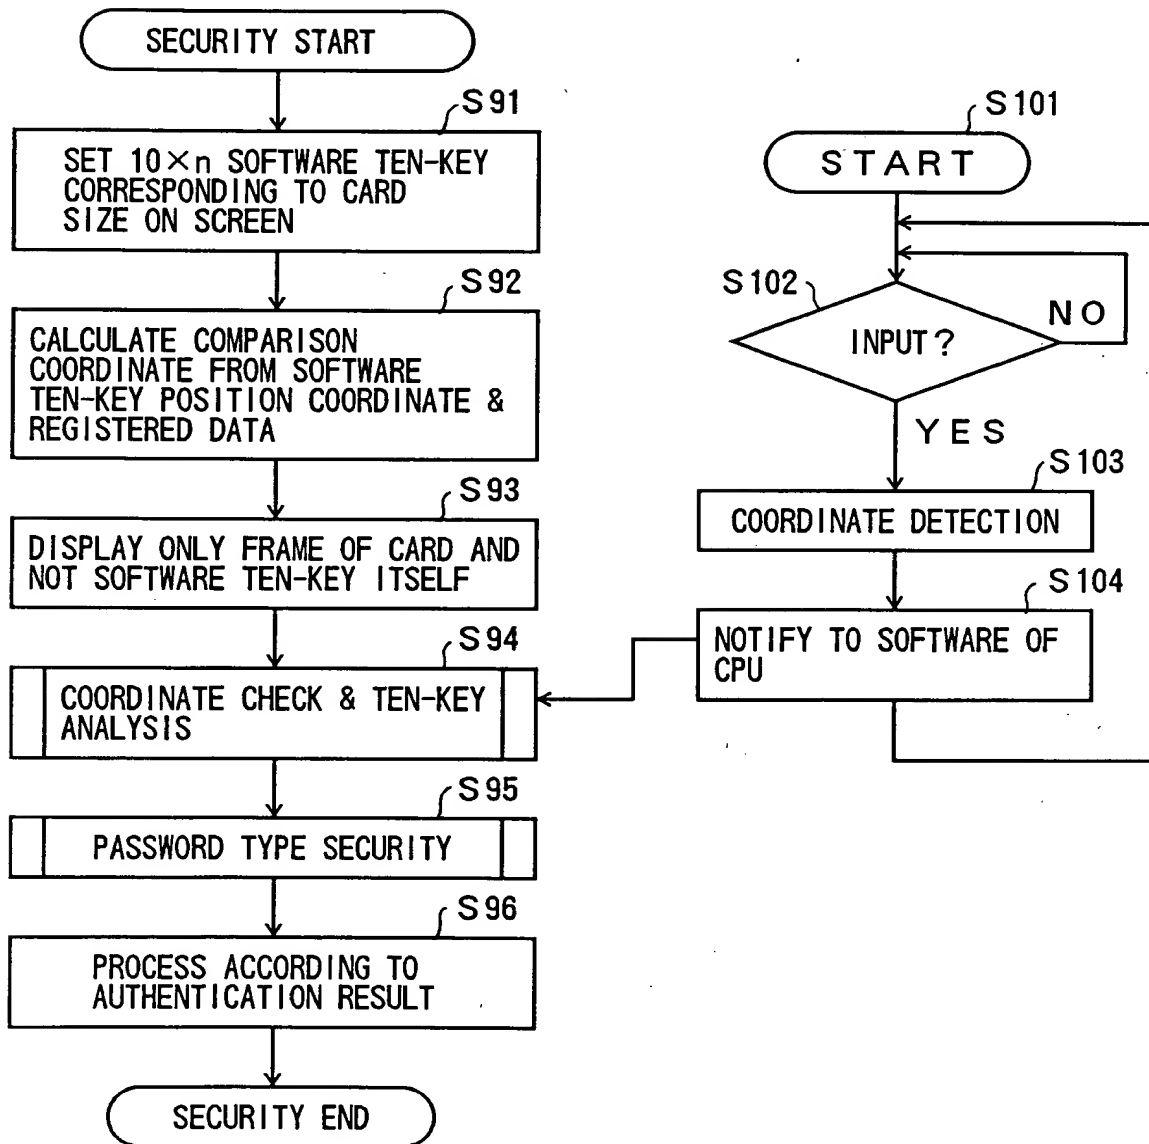 SECURITY START
S91
SET 10×n SOFTWARE TEN-KEY
CORRESPONDING TO CARD
SIZE ON SCREEN
S92
CALCULATE COMPARISON
COORDINATE FROM SOFTWARE
TEN-KEY POSITION COORDINATE &
REGISTERED DATA
S93
DISPLAY ONLY FRAME OF CARD AND
NOT SOFTWARE TEN-KEY ITSELF
S94
COORDINATE CHECK & TEN-KEY
ANALYSIS
S95
PASSWORD TYPE SECURITY
S96
PROCESS ACCORDING TO
AUTHENTICATION RESULT
SECURITY END
S101
START
S102
INPUT?
NO
YES
S103
COORDINATE DETECTION
S104
NOTIFY TO SOFTWARE OF
CPU